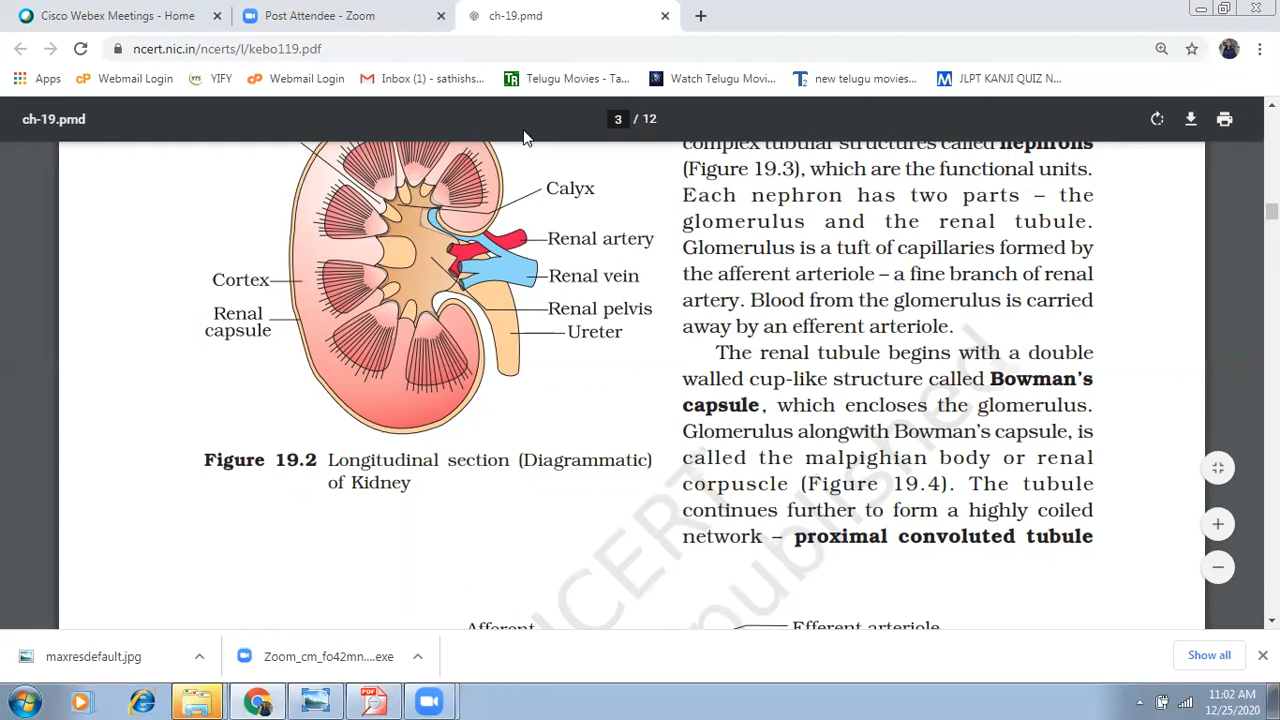 Cisco Webex Meetings - Home
Post Attendee - Zoom
ch-19.pmd
ncert.nic.in/ncerts/l/kebo119.pdf
Apps
Webmail Login
YIFY
Webmail Login
Inbox (1) - sathishs...
Telugu Movies - Ta...
Watch Telugu Movi...
new telugu movies...
JLPT KANJI QUIZ N...
ch-19.pmd
3 / 12
Calyx
Renal artery
Renal vein
Renal pelvis
Ureter
Cortex
Renal
capsule
Figure 19.2 Longitudinal section (Diagrammatic)
of Kidney
complex tubular structures called nephrons
(Figure 19.3), which are the functional units.
Each nephron has two parts – the
glomerulus and the renal tubule.
Glomerulus is a tuft of capillaries formed by
the afferent arteriole – a fine branch of renal
artery. Blood from the glomerulus is carried
away by an efferent arteriole.
The renal tubule begins with a double
walled cup-like structure called Bowman's
capsule, which encloses the glomerulus.
Glomerulus alongwith Bowman's capsule, is
called the malpighian body or renal
corpuscle (Figure 19.4). The tubule
continues further to form a highly coiled
network – proximal convoluted tubule
NCERT
published
Afferent
Efferent arteriole
maxresdefault.jpg
Zoom_cm_fo42mn....exe
Show all
11:02 AM
12/25/2020